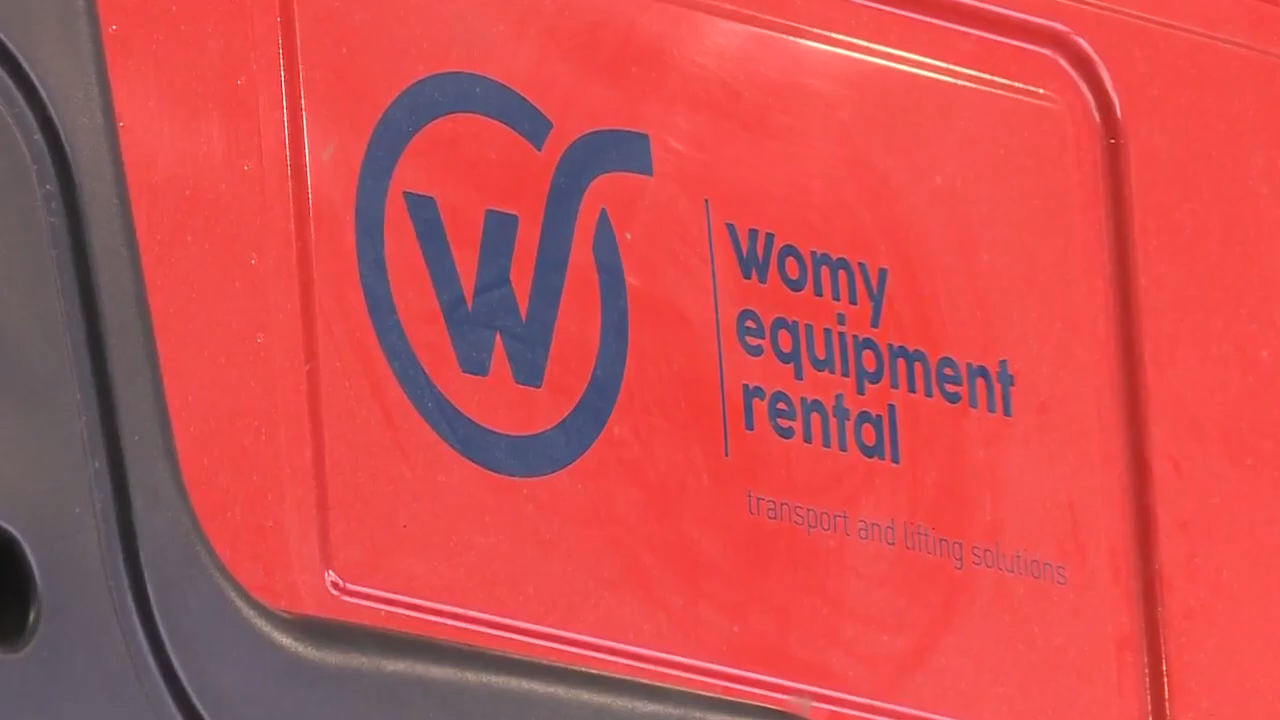 W
Womy
equipment
rental
transport and lifting solutions